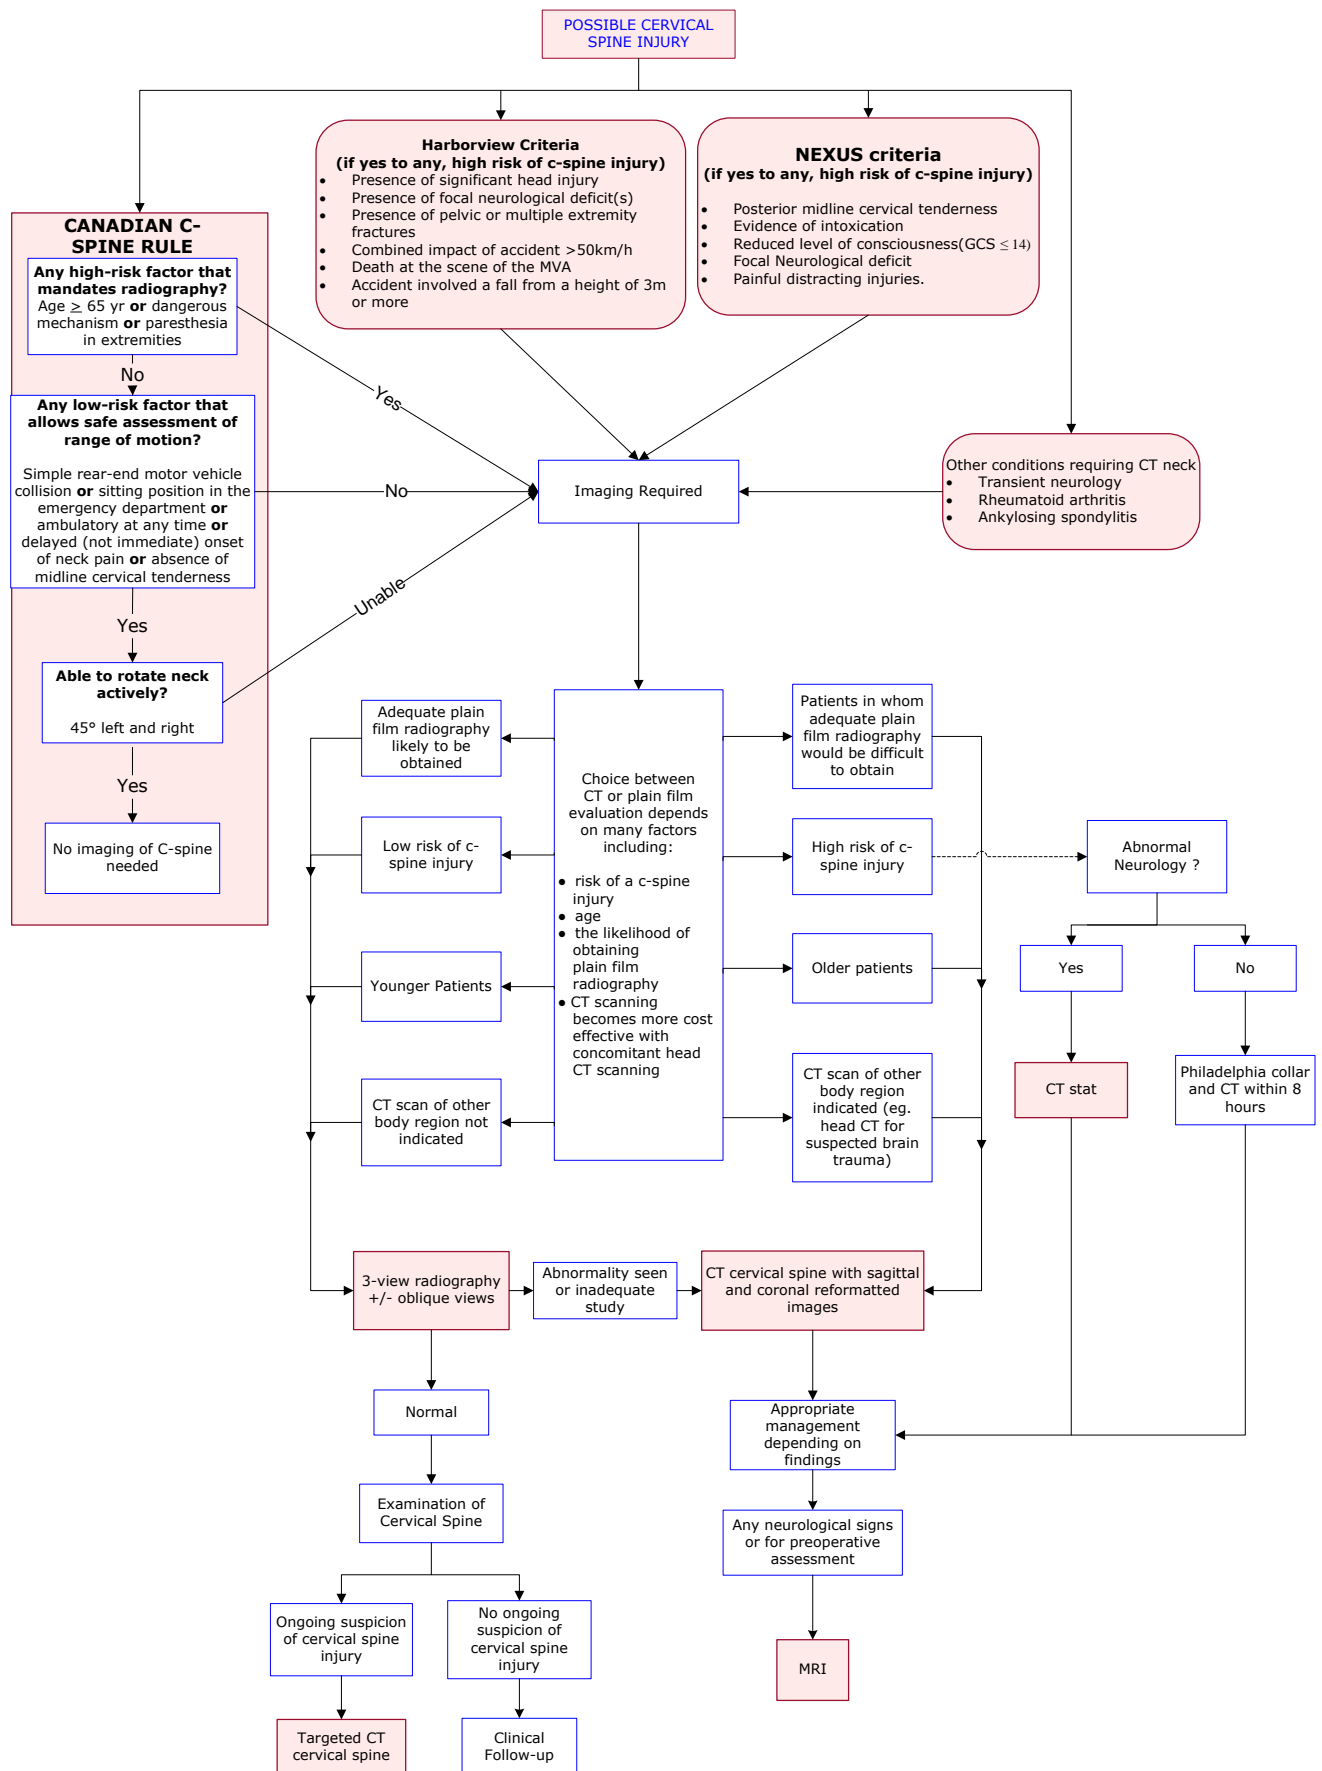 POSSIBLE CERVICAL
SPINE INJURY
Harborview Criteria
(if yes to any, high risk of c-spine injury)
• Presence of significant head injury
• Presence of focal neurological deficit(s)
• Presence of pelvic or multiple extremity
fractures
• Combined impact of accident >50km/h
• Death at the scene of the MVA
• Accident involved a fall from a height of 3m
or more
NEXUS criteria
(if yes to any, high risk of c-spine injury)
• Posterior midline cervical tenderness
• Evidence of intoxication
• Reduced level of consciousness(GCS ≤ 14)
• Focal Neurological deficit
• Painful distracting injuries.
CANADIAN C-
SPINE RULE
Any high-risk factor that
mandates radiography?
Age ≥ 65 yr or dangerous
mechanism or paresthesia
in extremities
No
Yes
Any low-risk factor that
allows safe assessment of
range of motion?
Simple rear-end motor vehicle
collision or sitting position in the
emergency department or
ambulatory at any time or
delayed (not immediate) onset
of neck pain or absence of
midline cervical tenderness
No
Yes
Able to rotate neck
actively?
45° left and right
Unable
Yes
No imaging of C-spine
needed
Imaging Required
Other conditions requiring CT neck
• Transient neurology
• Rheumatoid arthritis
• Ankylosing spondylitis
Choice between
CT or plain film
evaluation depends
on many factors
including:
• risk of a c-spine
injury
• age
• the likelihood of
obtaining
plain film
radiography
• CT scanning
becomes more cost
effective with
concomitant head
CT scanning
Adequate plain
film radiography
likely to be
obtained
Low risk of c-
spine injury
Younger Patients
CT scan of other
body region not
indicated
Patients in whom
adequate plain
film radiography
would be difficult
to obtain
High risk of c-
spine injury
Older patients
CT scan of other
body region
indicated (eg.
head CT for
suspected brain
trauma)
Abnormal
Neurology ?
Yes
No
CT stat
Philadelphia collar
and CT within 8
hours
3-view radiography
+/- oblique views
Abnormality seen
or inadequate
study
CT cervical spine with sagittal
and coronal reformatted
images
Normal
Examination of
Cervical Spine
Ongoing suspicion
of cervical spine
injury
No ongoing
suspicion of
cervical spine
injury
Targeted CT
cervical spine
Clinical
Follow-up
Appropriate
management
depending on
findings
Any neurological signs
or for preoperative
assessment
MRI